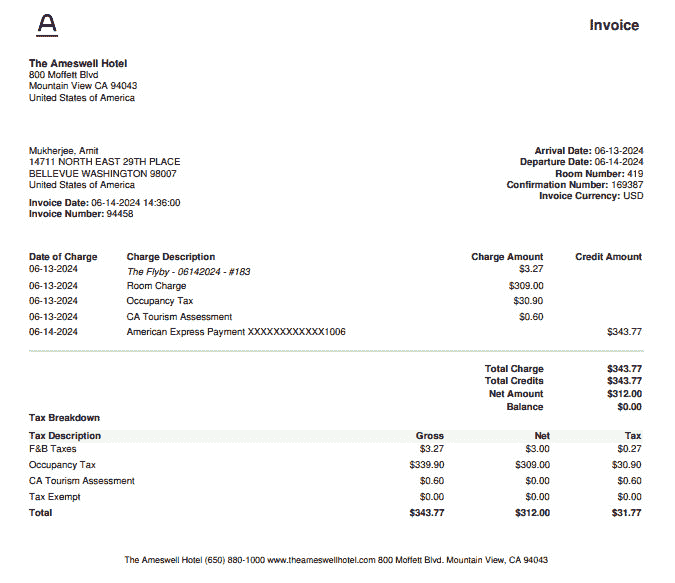 A
Invoice
The Ameswell Hotel
800 Moffett Blvd
Mountain View CA 94043
United States of America
Mukherjee, Amit
14711 NORTH EAST 29TH PLACE
BELLEVUE WASHINGTON 98007
United States of America
Invoice Date: 06-14-2024 14:36:00
Invoice Number: 94458
Arrival Date: 06-13-2024
Departure Date: 06-14-2024
Room Number: 419
Confirmation Number: 169387
Invoice Currency: USD
Date of Charge Charge Description Charge Amount Credit Amount
06-13-2024 The Flyby - 06142024 - #183 $3.27
06-13-2024 Room Charge $309.00
06-13-2024 Occupancy Tax $30.90
06-13-2024 CA Tourism Assessment $0.60
06-14-2024 American Express Payment XXXXXXXXXXXX1006 $343.77
Total Charge $343.77
Total Credits $343.77
Net Amount $312.00
Balance $0.00
Tax Breakdown
Tax Description Gross Net Tax
F&B Taxes $3.27 $3.00 $0.27
Occupancy Tax $339.90 $309.00 $30.90
CA Tourism Assessment $0.60 $0.00 $0.60
Tax Exempt $0.00 $0.00 $0.00
Total $343.77 $312.00 $31.77
The Ameswell Hotel (650) 880-1000 www.theameswellhotel.com 800 Moffett Blvd. Mountain View, CA 94043